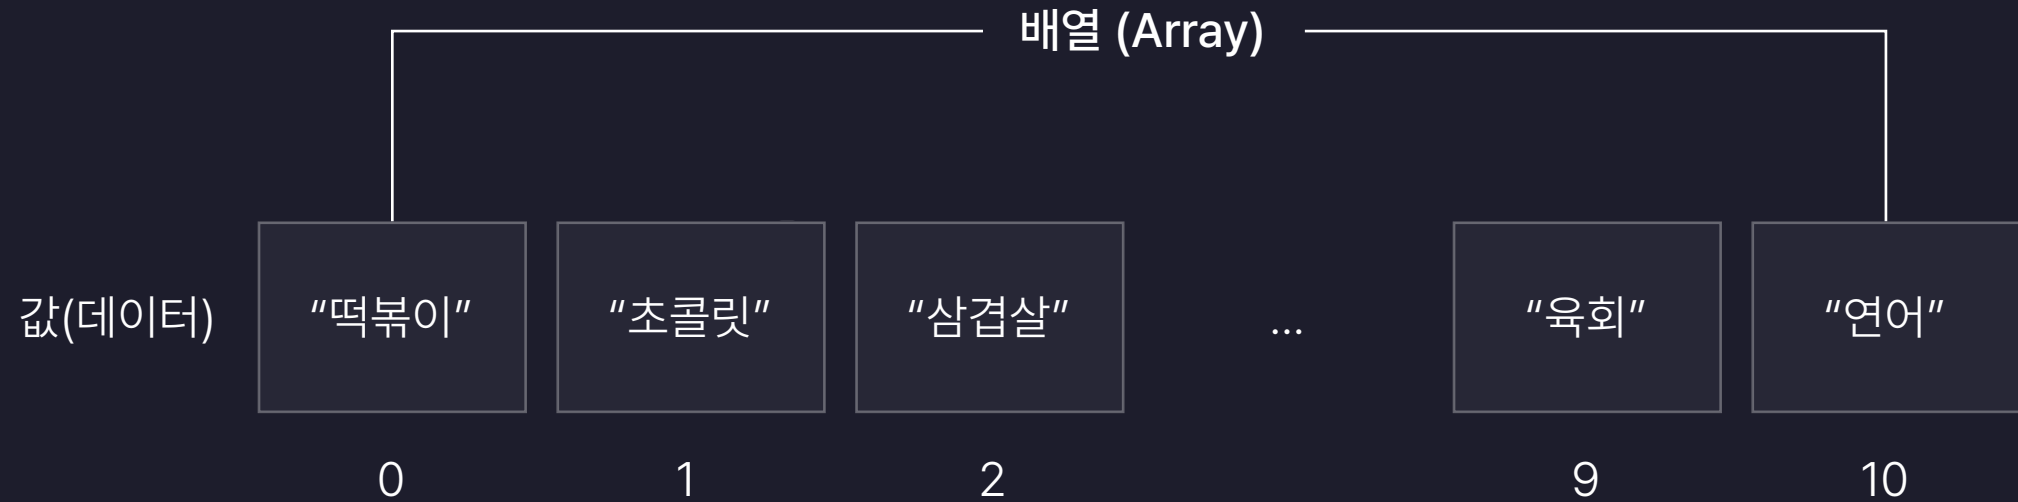 배열 (Array)
값(데이터) “떡볶이” “초콜릿” “삼겹살” ... “육회” “연어”
0 1 2 9 10